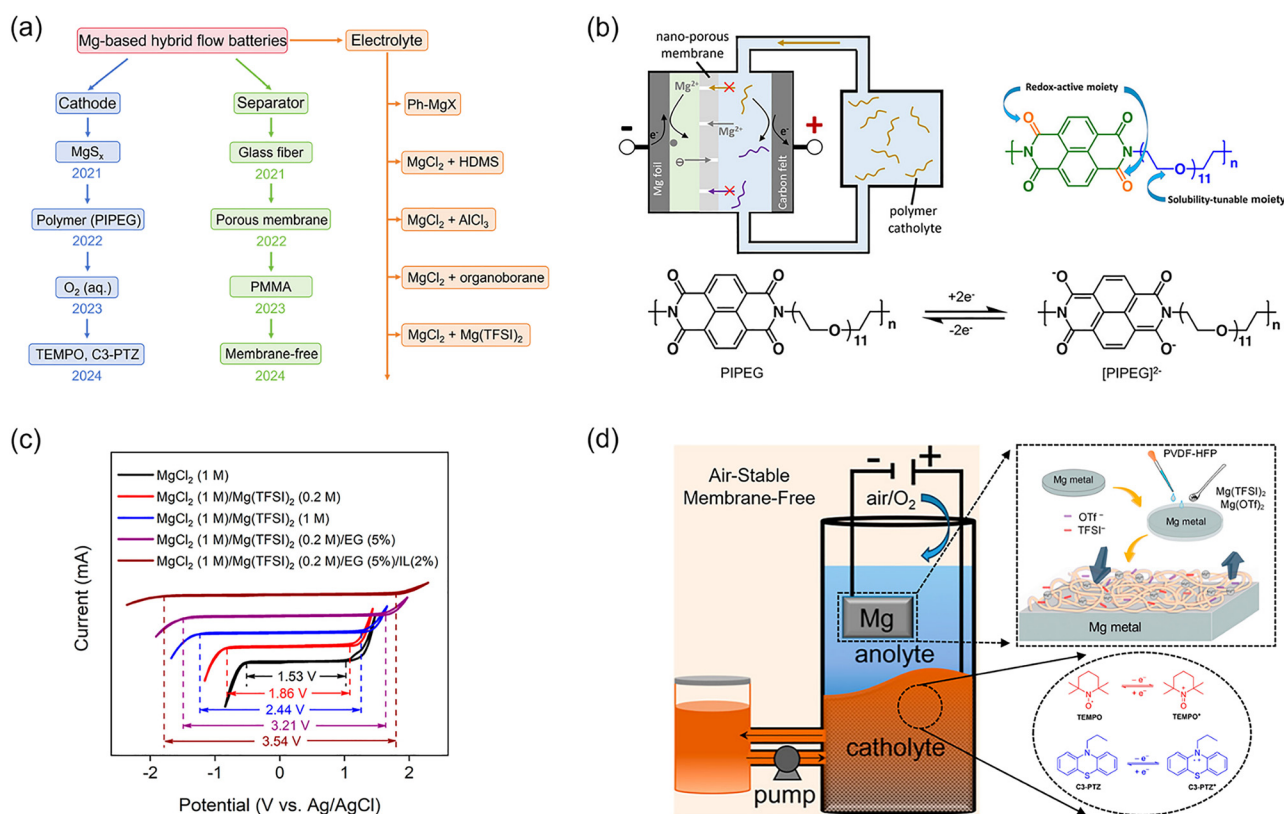 (a)
Mg-based hybrid flow batteries
Electrolyte
Cathode
Separator
Ph-MgX
MgSₓ
2021
Glass fiber
2021
MgCl₂ + HDMS
Polymer (PIPEG)
2022
Porous membrane
2022
MgCl₂ + AlCl₃
O₂ (aq.)
2023
PMMA
2023
MgCl₂ + organoborane
TEMPO, C3-PTZ
2024
Membrane-free
2024
MgCl₂ + Mg(TFSI)₂
(b)
nano-porous
membrane
Mg²⁺
Mg²⁺
e⁻
e⁻
-
+
⊖
Mg foil
Carbon felt
polymer
catholyte
Redox-active moiety
O
O
N
N
O
O
O
11
n
Solubility-tunable moiety
O
O
N
N
O
O
O
11
n
PIPEG
+2e⁻
-2e⁻
⁻O
O
N
N
O
O⁻
O
11
n
[PIPEG]²⁻
(c)
MgCl₂ (1 M)
MgCl₂ (1 M)/Mg(TFSI)₂ (0.2 M)
MgCl₂ (1 M)/Mg(TFSI)₂ (1 M)
MgCl₂ (1 M)/Mg(TFSI)₂ (0.2 M)/EG (5%)
MgCl₂ (1 M)/Mg(TFSI)₂ (0.2 M)/EG (5%)/IL(2%)
Current (mA)
1.53 V
1.86 V
2.44 V
3.21 V
3.54 V
-2 -1 0 1 2
Potential (V vs. Ag/AgCl)
(d)
Air-Stable
Membrane-Free
- +
air/O₂
Mg
anolyte
catholyte
pump
PVDF-HFP
Mg metal
Mg(TFSI)₂
Mg(OTf)₂
OTf⁻
TFSI⁻
Mg metal
Mg metal
− e⁻
+ e⁻
N
O
N
O
TEMPO
TEMPO⁺
− e⁻
+ e⁻
N
S
N
S
C3-PTZ
C3-PTZ⁺